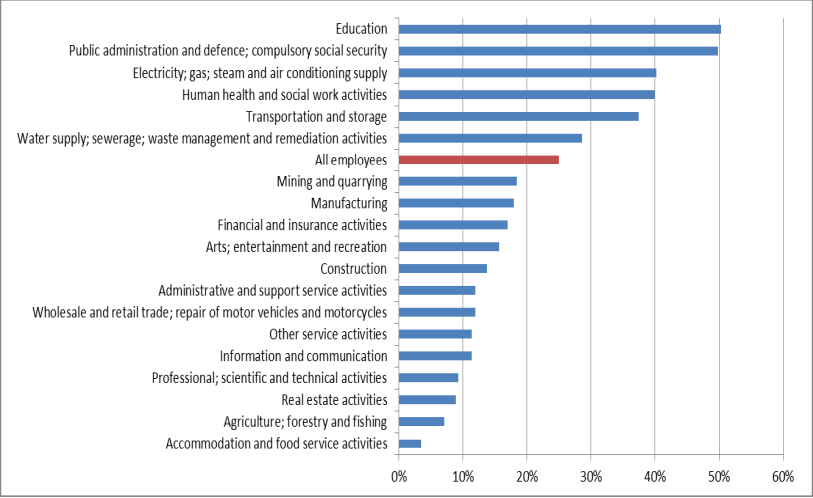 Education
Public administration and defence; compulsory social security
Electricity; gas; steam and air conditioning supply
Human health and social work activities
Transportation and storage
Water supply; sewerage; waste management and remediation activities
All employees
Mining and quarrying
Manufacturing
Financial and insurance activities
Arts; entertainment and recreation
Construction
Administrative and support service activities
Wholesale and retail trade; repair of motor vehicles and motorcycles
Other service activities
Information and communication
Professional; scientific and technical activities
Real estate activities
Agriculture; forestry and fishing
Accommodation and food service activities
0% 10% 20% 30% 40% 50% 60%